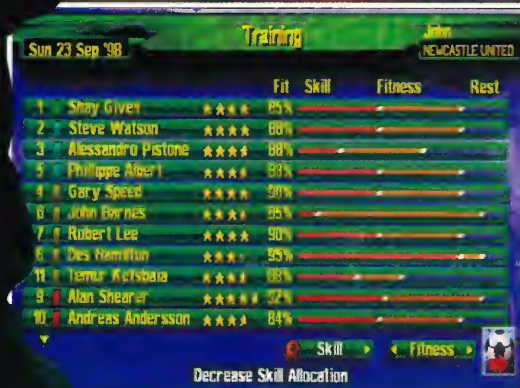 Training
John
Sun 23 Sep '98
NEWCASTLE UNITED
Fit Skill Fitness Rest
1 Shay Given 85%
2 Steve Watson 88%
3 Alessandro Pistone 88%
5 Philippe Albert 88%
4 Gary Speed 90%
8 John Barnes 85%
7 Robert Lee 90%
6 Des Hamilton 95%
11 Temur Ketsbaia 88%
9 Alan Shearer 92%
10 Andreas Andersson 84%
Skill Fitness
Decrease Skill Allocation